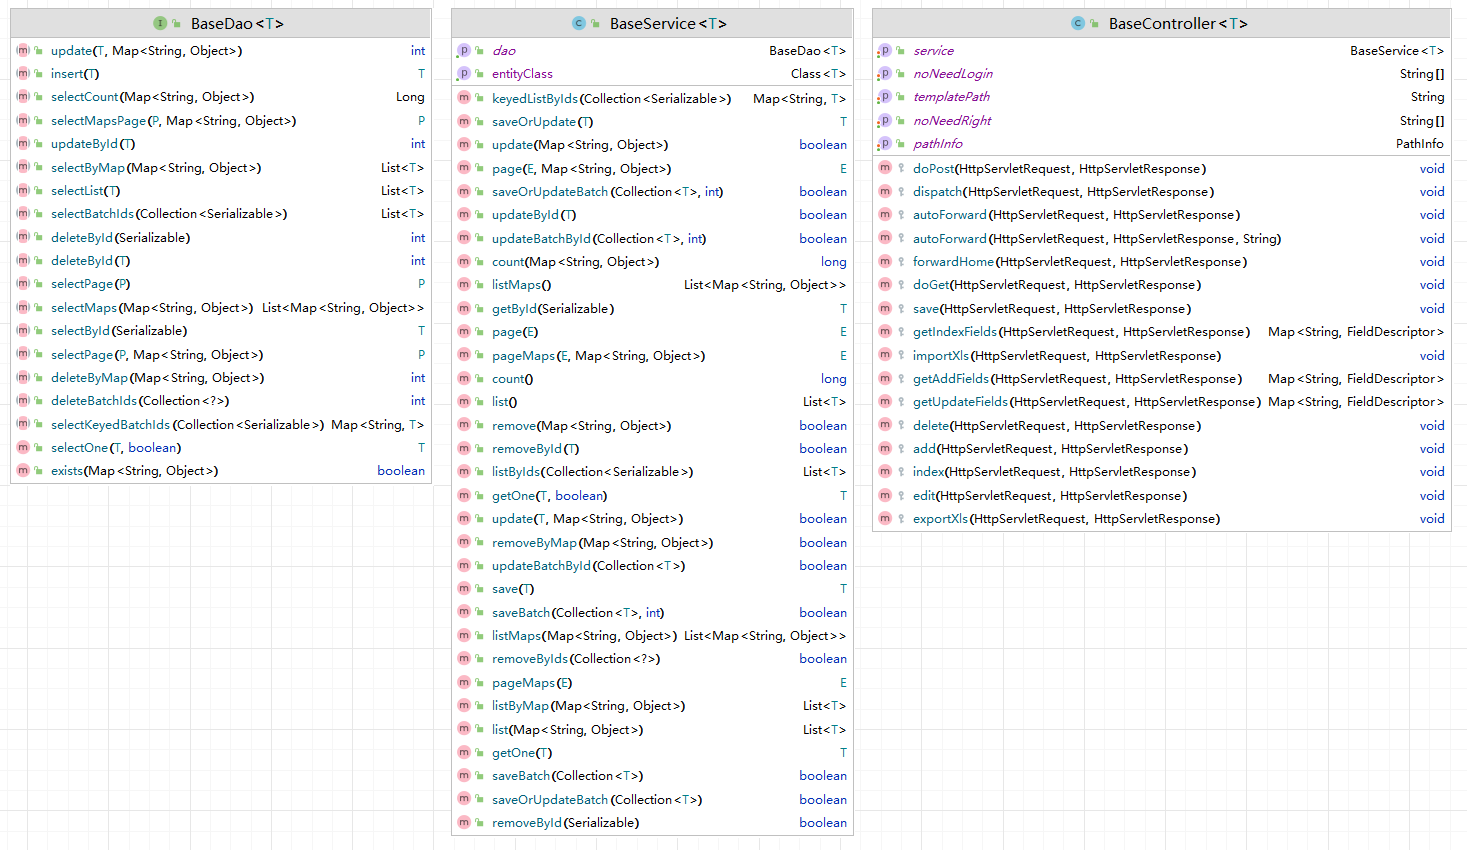 BaseDao<T>
update(T, Map<String, Object>) int
insert(T) T
selectCount(Map<String, Object>) Long
selectMapsPage(P, Map<String, Object>) P
updateById(T) int
selectByMap(Map<String, Object>) List<T>
selectList(T) List<T>
selectBatchIds(Collection<Serializable>) List<T>
deleteById(Serializable) int
deleteById(T) int
selectPage(P) P
selectMaps(Map<String, Object>) List<Map<String, Object>>
selectById(Serializable) T
selectPage(P, Map<String, Object>) P
deleteByMap(Map<String, Object>) int
deleteBatchIds(Collection<?>) int
selectKeyedBatchIds(Collection<Serializable>) Map<String, T>
selectOne(T, boolean) T
exists(Map<String, Object>) boolean
BaseService<T>
dao BaseDao<T>
entityClass Class<T>
keyedListByIds(Collection<Serializable>) Map<String, T>
saveOrUpdate(T) T
update(Map<String, Object>) boolean
page(E, Map<String, Object>) E
saveOrUpdateBatch(Collection<T>, int) boolean
updateById(T) boolean
updateBatchById(Collection<T>, int) boolean
count(Map<String, Object>) long
listMaps() List<Map<String, Object>>
getById(Serializable) T
page(E) E
pageMaps(E, Map<String, Object>) E
count() long
list() List<T>
remove(Map<String, Object>) boolean
removeById(T) boolean
listByIds(Collection<Serializable>) List<T>
getOne(T, boolean) T
update(T, Map<String, Object>) boolean
removeByMap(Map<String, Object>) boolean
updateBatchById(Collection<T>) boolean
save(T) T
saveBatch(Collection<T>, int) boolean
listMaps(Map<String, Object>) List<Map<String, Object>>
removeByIds(Collection<?>) boolean
pageMaps(E) E
listByMap(Map<String, Object>) List<T>
list(Map<String, Object>) List<T>
getOne(T) T
saveBatch(Collection<T>) boolean
saveOrUpdateBatch(Collection<T>) boolean
removeById(Serializable) boolean
BaseController<T>
service BaseService<T>
noNeedLogin String[]
templatePath String
noNeedRight String[]
pathInfo PathInfo
doPost(HttpServletRequest, HttpServletResponse) void
dispatch(HttpServletRequest, HttpServletResponse) void
autoForward(HttpServletRequest, HttpServletResponse) void
autoForward(HttpServletRequest, HttpServletResponse, String) void
forwardHome(HttpServletRequest, HttpServletResponse) void
doGet(HttpServletRequest, HttpServletResponse) void
save(HttpServletRequest, HttpServletResponse) void
getIndexFields(HttpServletRequest, HttpServletResponse) Map<String, FieldDescriptor>
importXls(HttpServletRequest, HttpServletResponse) void
getAddFields(HttpServletRequest, HttpServletResponse) Map<String, FieldDescriptor>
getUpdateFields(HttpServletRequest, HttpServletResponse) Map<String, FieldDescriptor>
delete(HttpServletRequest, HttpServletResponse) void
add(HttpServletRequest, HttpServletResponse) void
index(HttpServletRequest, HttpServletResponse) void
edit(HttpServletRequest, HttpServletResponse) void
exportXls(HttpServletRequest, HttpServletResponse) void